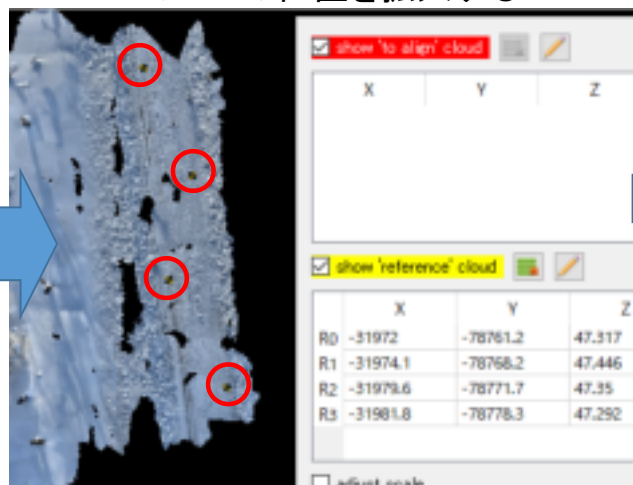 show 'to align' cloud
X Y Z
show 'reference' cloud
X Y Z
R0 -31972 -78761.2 47.317
R1 -31974.1 -78768.2 47.446
R2 -31979.6 -78771.7 47.35
R3 -31981.8 -78778.3 47.292
adjust scale